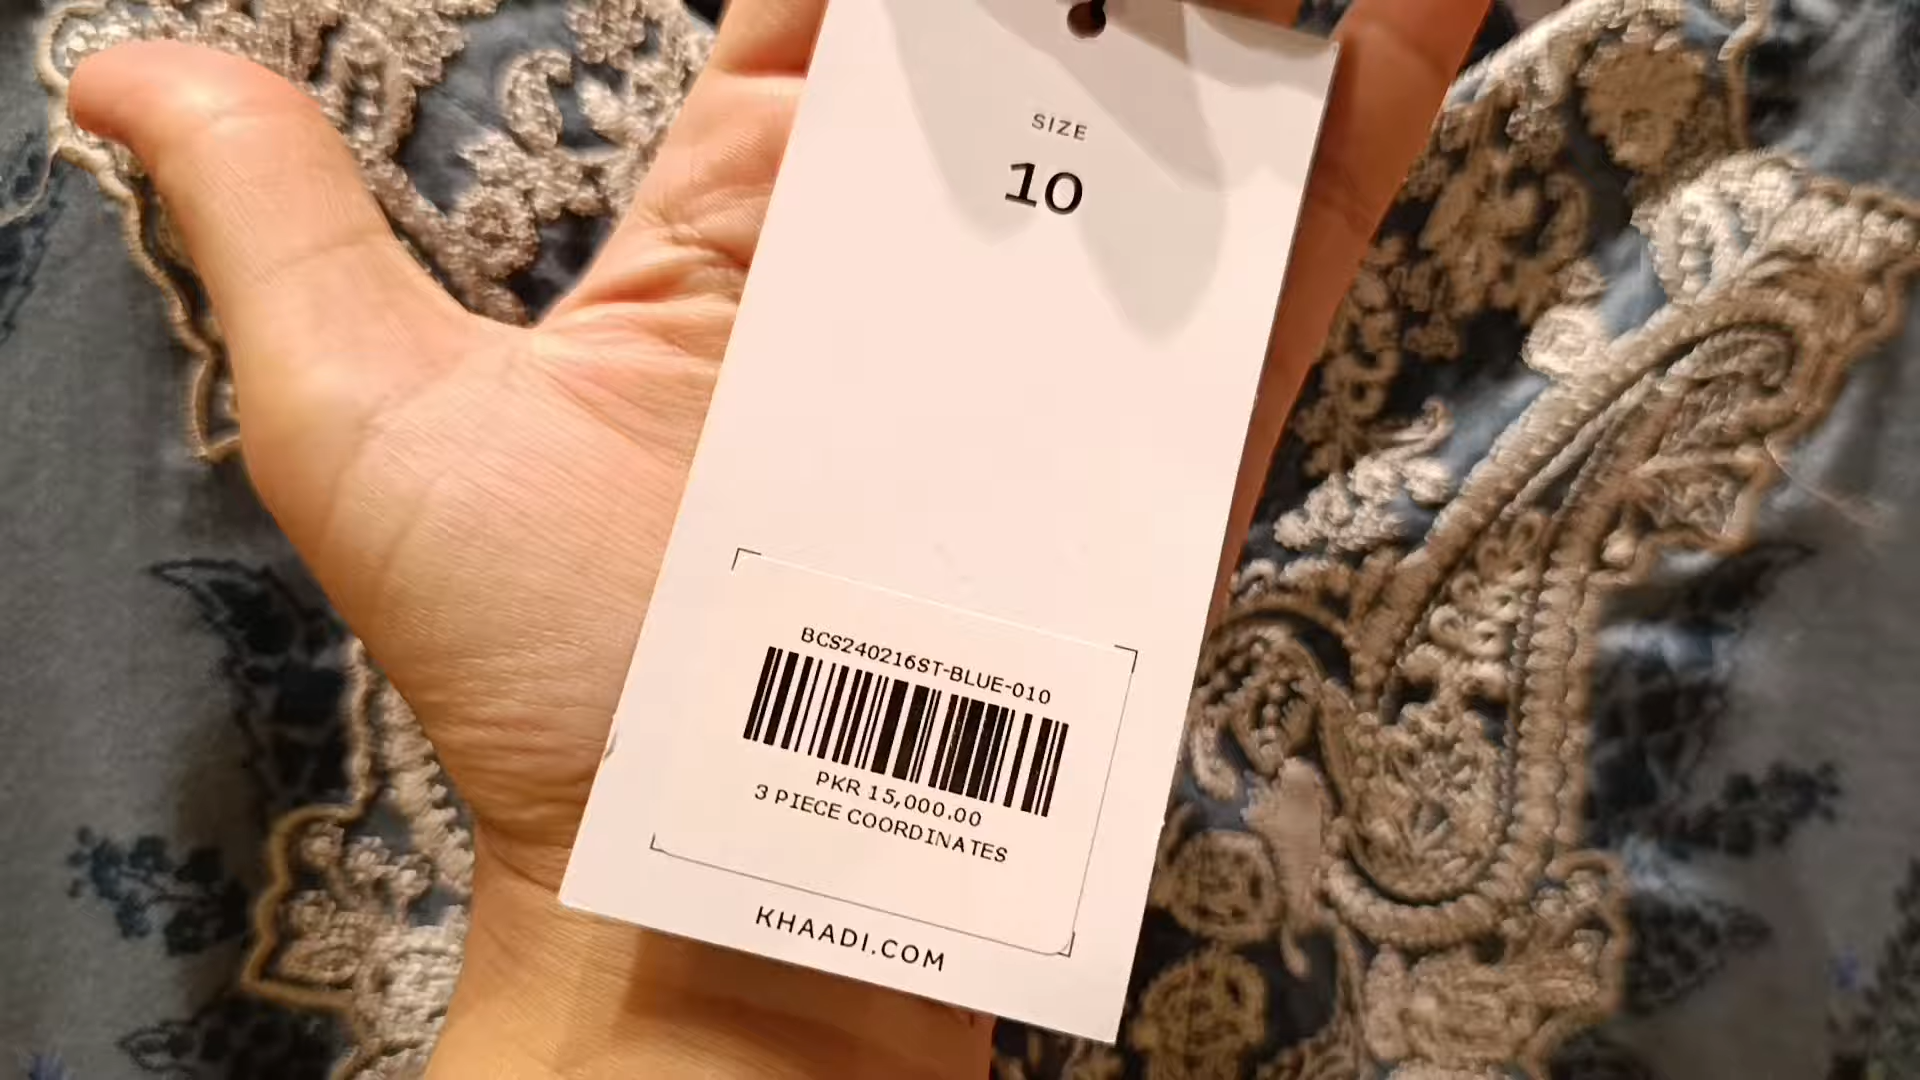 SIZE
10
BCS240216ST-BLUE-010
PKR 15,000.00
3 PIECE COORDINATES
KHAADI.COM